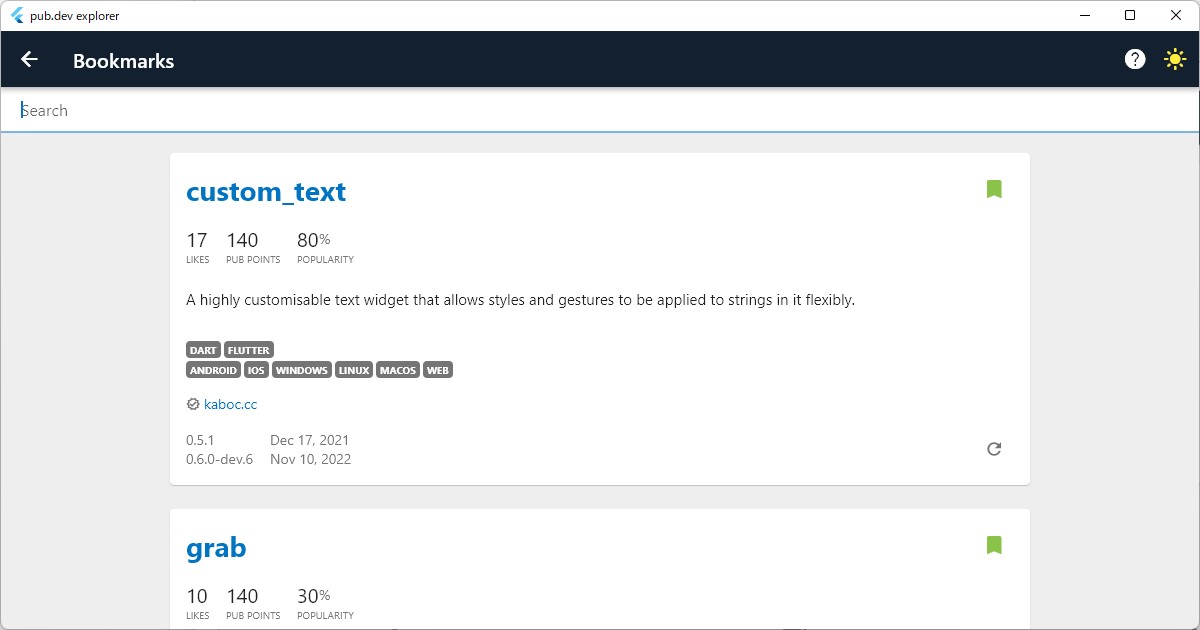 pub.dev explorer
Bookmarks
?
Search
custom_text
17 140 80%
LIKES PUB POINTS POPULARITY
A highly customisable text widget that allows styles and gestures to be applied to strings in it flexibly.
DART FLUTTER
ANDROID IOS WINDOWS LINUX MACOS WEB
kaboc.cc
0.5.1 Dec 17, 2021
0.6.0-dev.6 Nov 10, 2022
grab
10 140 30%
LIKES PUB POINTS POPULARITY